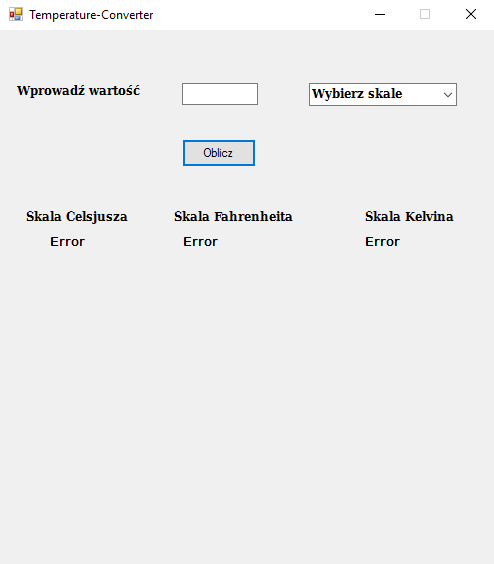 Temperature-Converter
Wprowadź wartość
Wybierz skale
Oblicz
Skala Celsjusza Skala Fahrenheita Skala Kelvina
Error Error Error